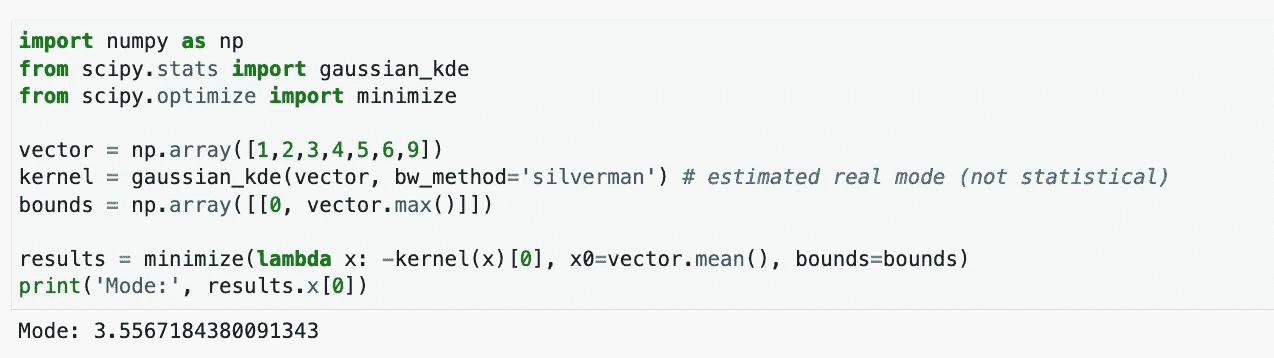 import numpy as np
from scipy.stats import gaussian_kde
from scipy.optimize import minimize
vector = np.array([1,2,3,4,5,6,9])
kernel = gaussian_kde(vector, bw_method='silverman') # estimated real mode (not statistical)
bounds = np.array([[0, vector.max()]])
results = minimize(lambda x: -kernel(x)[0], x0=vector.mean(), bounds=bounds)
print('Mode:', results.x[0])
Mode: 3.5567184380091343